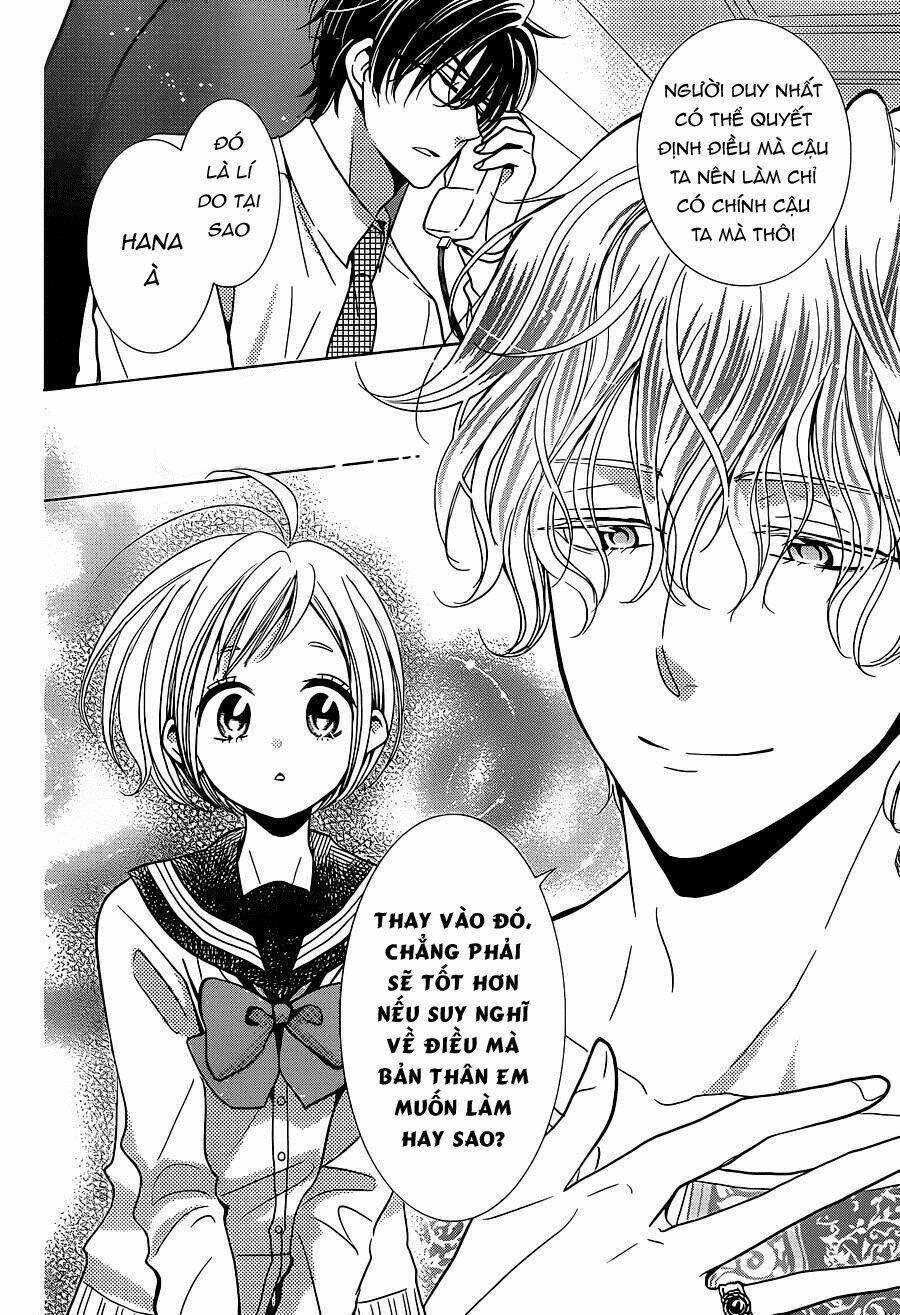 NGƯỜI DUY NHẤT
CÓ THỂ QUYẾT
ĐỊNH ĐIỀU MÀ CẬU
TA NÊN LÀM CHỈ
CÓ CHÍNH CẬU
TA MÀ THÔI
ĐÓ
LÀ LÍ
DO TẠI
SAO
HANA
À
THAY VÀO ĐÓ,
CHẲNG PHẢI
SẼ TỐT HƠN
NẾU SUY NGHĨ
VỀ ĐIỀU MÀ
BẢN THÂN EM
MUỐN LÀM
HAY SAO?